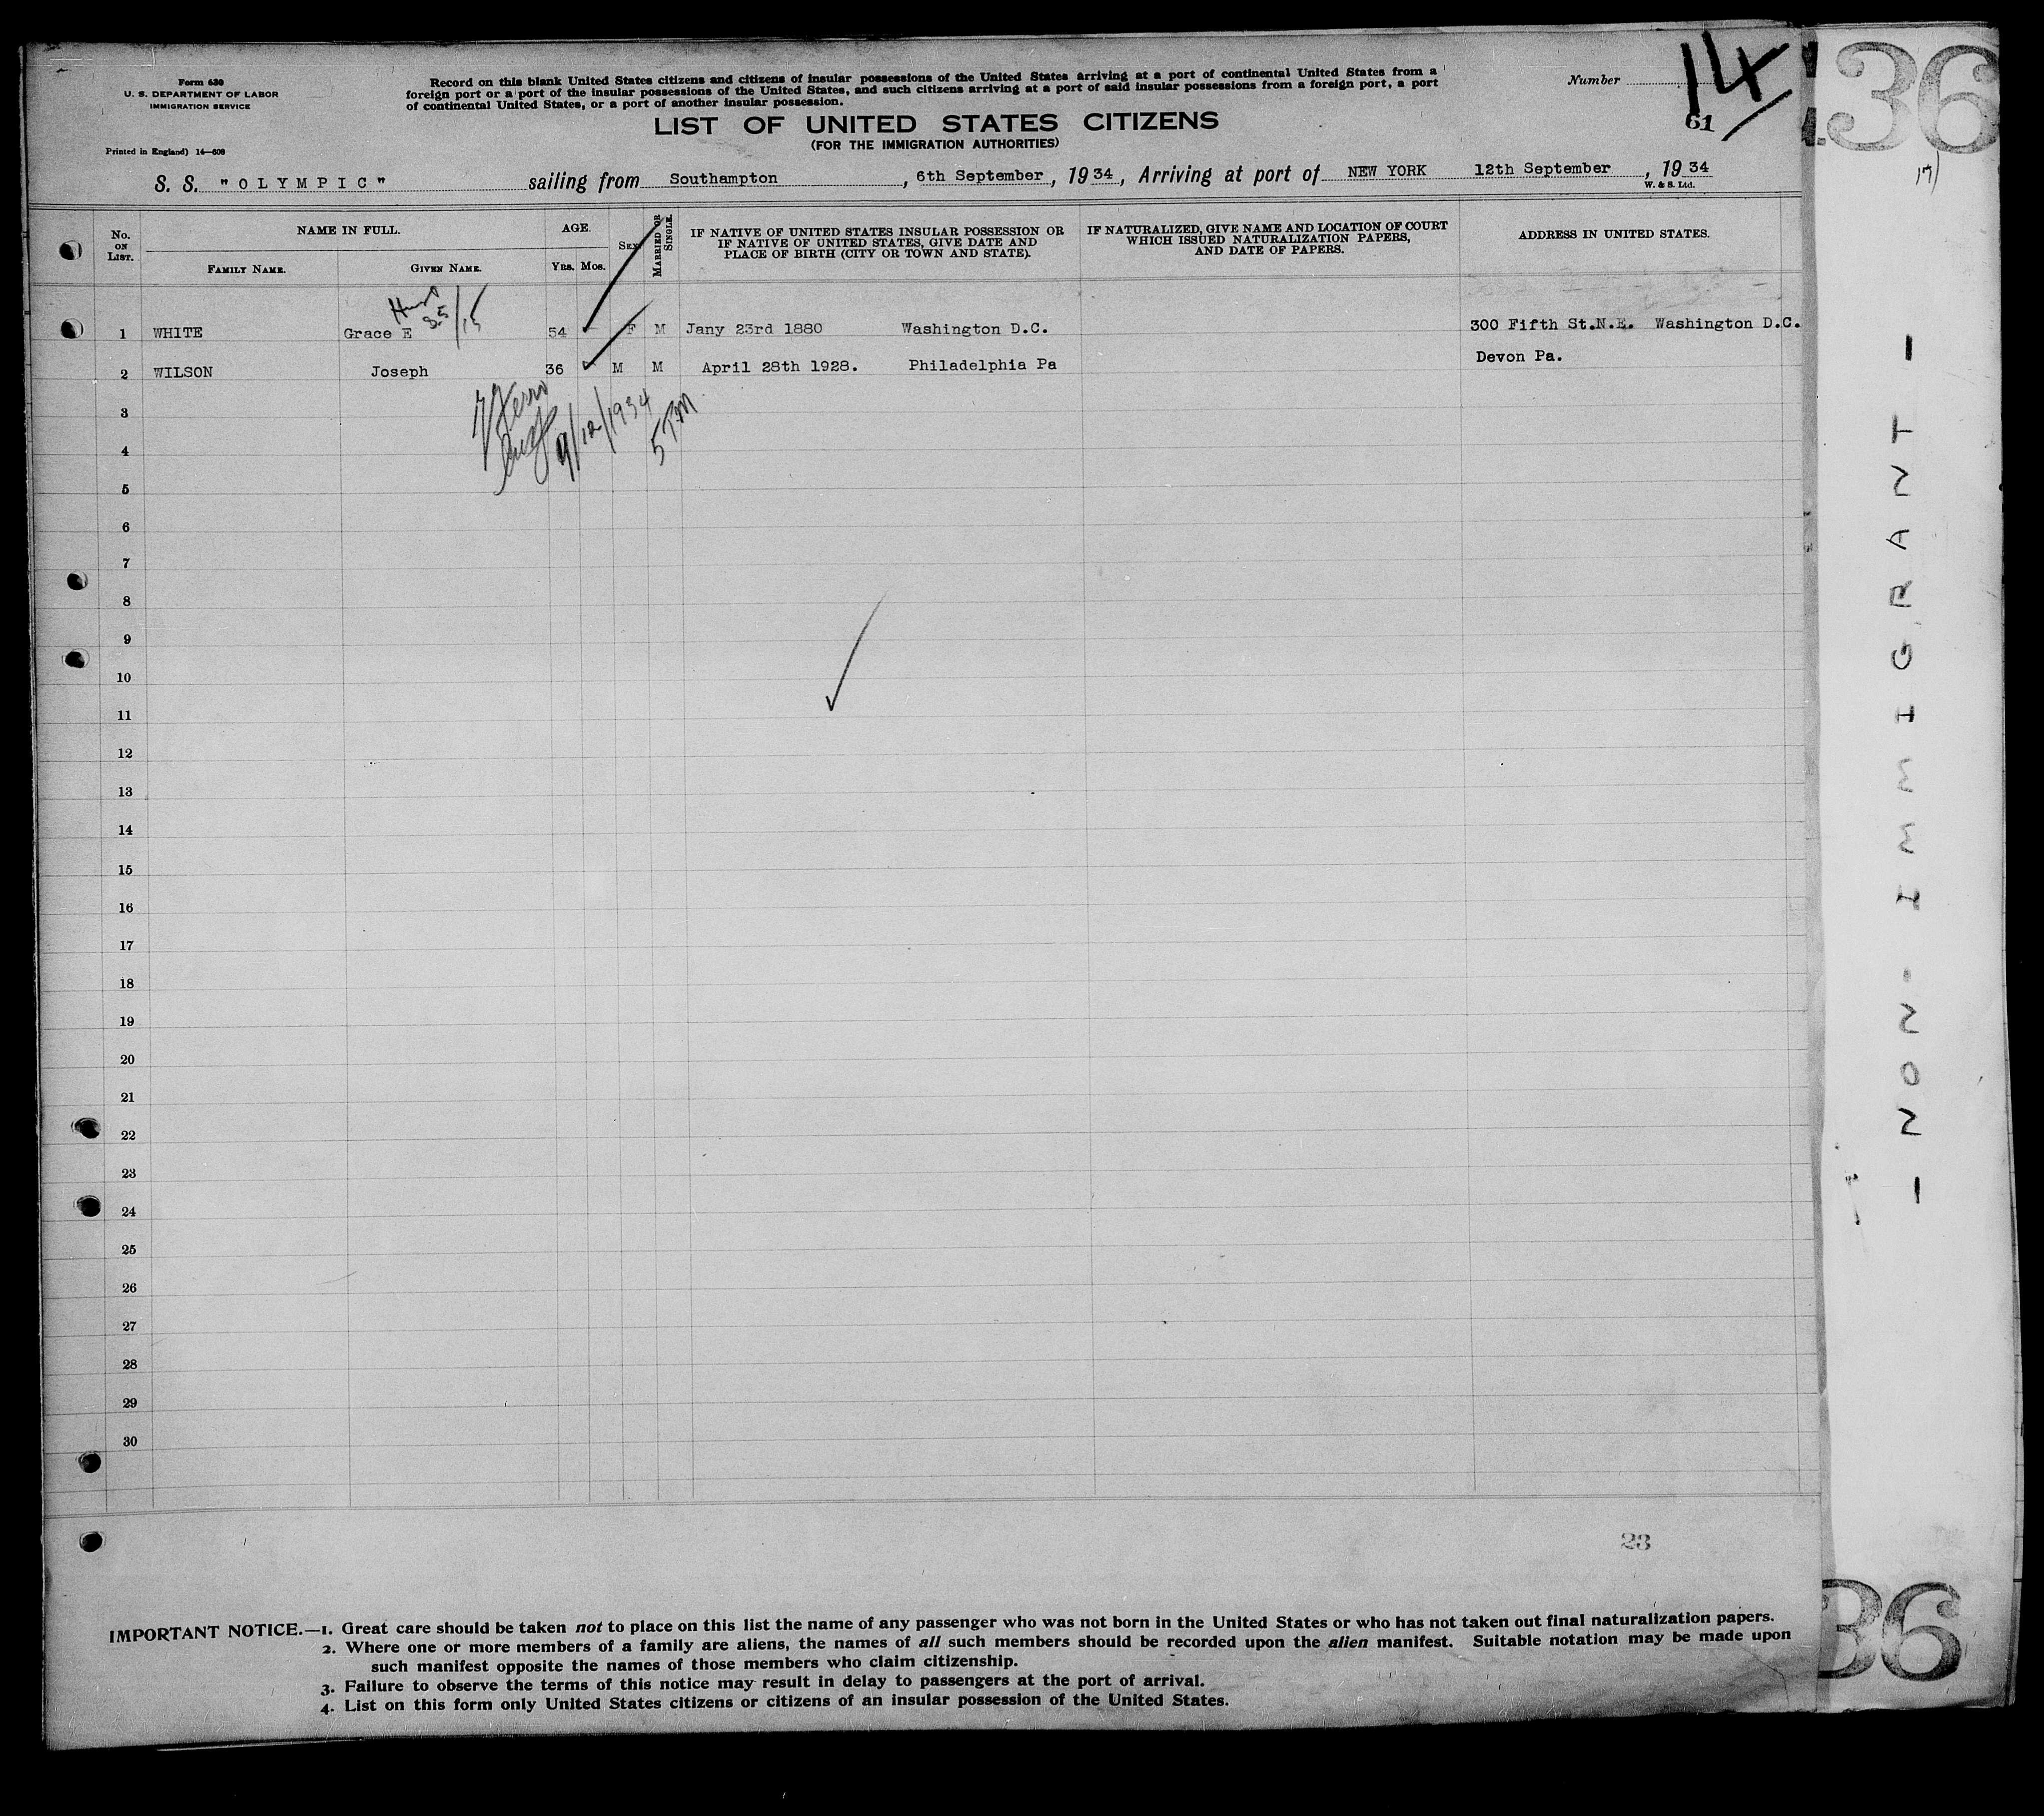 Form 630
U. S. DEPARTMENT OF LABOR
IMMIGRATION SERVICE
Printed in England) 14—608
Record on this blank United States citizens and citizens of insular possessions of the United States arriving at a port of continental United States from a
foreign port or a port of the insular possessions of the United States, and such citizens arriving at a port of said insular possessions from a foreign port, a port
of continental United States, or a port of another insular possession.
LIST OF UNITED STATES CITIZENS
(FOR THE IMMIGRATION AUTHORITIES)
Number
14
61
36
S. S. "OLYMPIC" sailing from Southampton, 6th September, 1934, Arriving at port of NEW YORK 12th September, 1934
W. & S. Ltd.
No. ON LIST. NAME IN FULL. AGE. SEX MARRIED OR SINGLE. IF NATIVE OF UNITED STATES INSULAR POSSESSION OR IF NATIVE OF UNITED STATES, GIVE DATE AND PLACE OF BIRTH (CITY OR TOWN AND STATE). IF NATURALIZED, GIVE NAME AND LOCATION OF COURT WHICH ISSUED NATURALIZATION PAPERS, AND DATE OF PAPERS. ADDRESS IN UNITED STATES.
FAMILY NAME. GIVEN NAME. YRS. MOS.
1 WHITE Grace E 54 F M Jany 23rd 1880 Washington D.C. 300 Fifth St.N.E. Washington D.C.
2 WILSON Joseph 36 M M April 28th 1928. Philadelphia Pa Devon Pa.
9/12/1934
5 PM
3
4
5
6
7
8
9
10
11
12
13
14
15
16
17
18
19
20
21
22
23
24
25
26
27
28
29
30
- NON-IMMIGRANT -
23
36
IMPORTANT NOTICE.—1. Great care should be taken not to place on this list the name of any passenger who was not born in the United States or who has not taken out final naturalization papers.
2. Where one or more members of a family are aliens, the names of all such members should be recorded upon the alien manifest. Suitable notation may be made upon
such manifest opposite the names of those members who claim citizenship.
3. Failure to observe the terms of this notice may result in delay to passengers at the port of arrival.
4. List on this form only United States citizens or citizens of an insular possession of the United States.